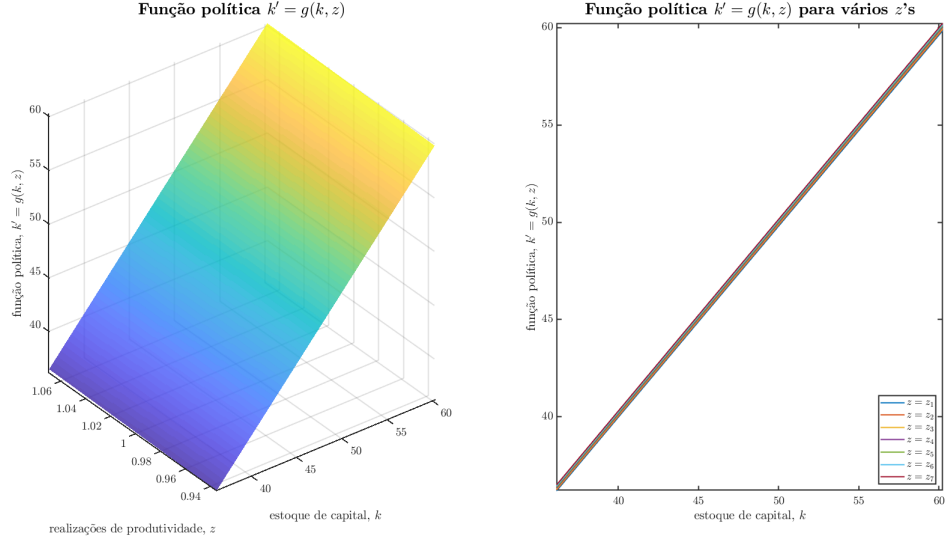 Função política k′ = g(k, z)
60
55
50
45
40
função política, k′ = g(k, z)
1.06
1.04
1.02
1
0.98
0.96
0.94
realizações de produtividade, z
40
45
50
55
60
estoque de capital, k
Função política k′ = g(k, z) para vários z's
60
55
50
45
40
função política, k′ = g(k, z)
z = z₁
z = z₂
z = z₃
z = z₄
z = z₅
z = z₆
z = z₇
40
45
50
55
60
estoque de capital, k